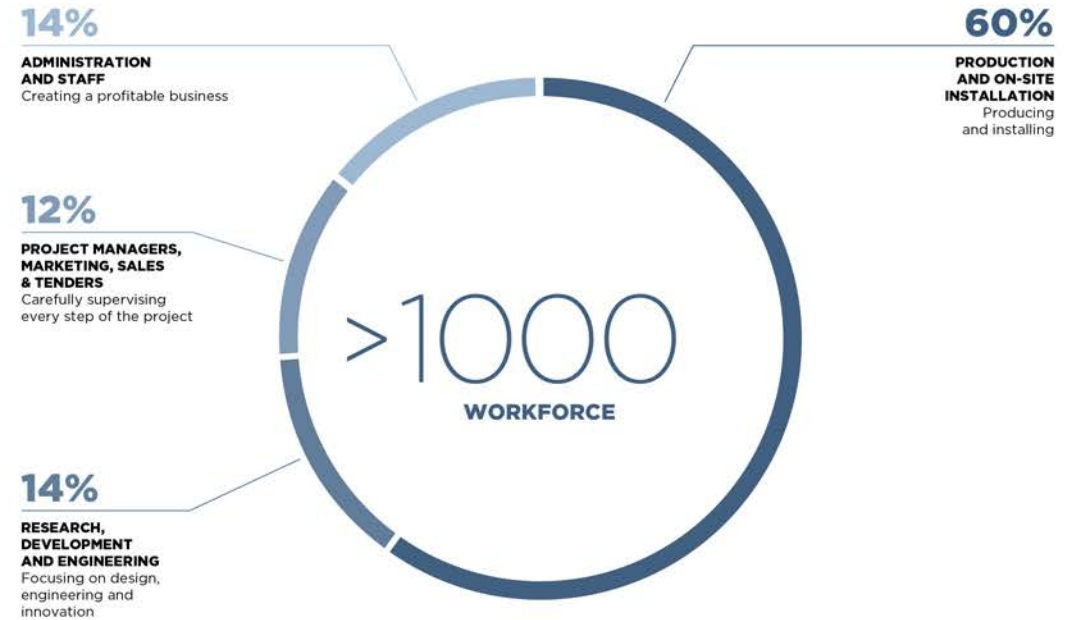 14%
ADMINISTRATION
AND STAFF
Creating a profitable business
60%
PRODUCTION
AND ON-SITE
INSTALLATION
Producing
and installing
12%
PROJECT MANAGERS,
MARKETING, SALES
& TENDERS
Carefully supervising
every step of the project
>1000
WORKFORCE
14%
RESEARCH,
DEVELOPMENT
AND ENGINEERING
Focusing on design,
engineering and
innovation